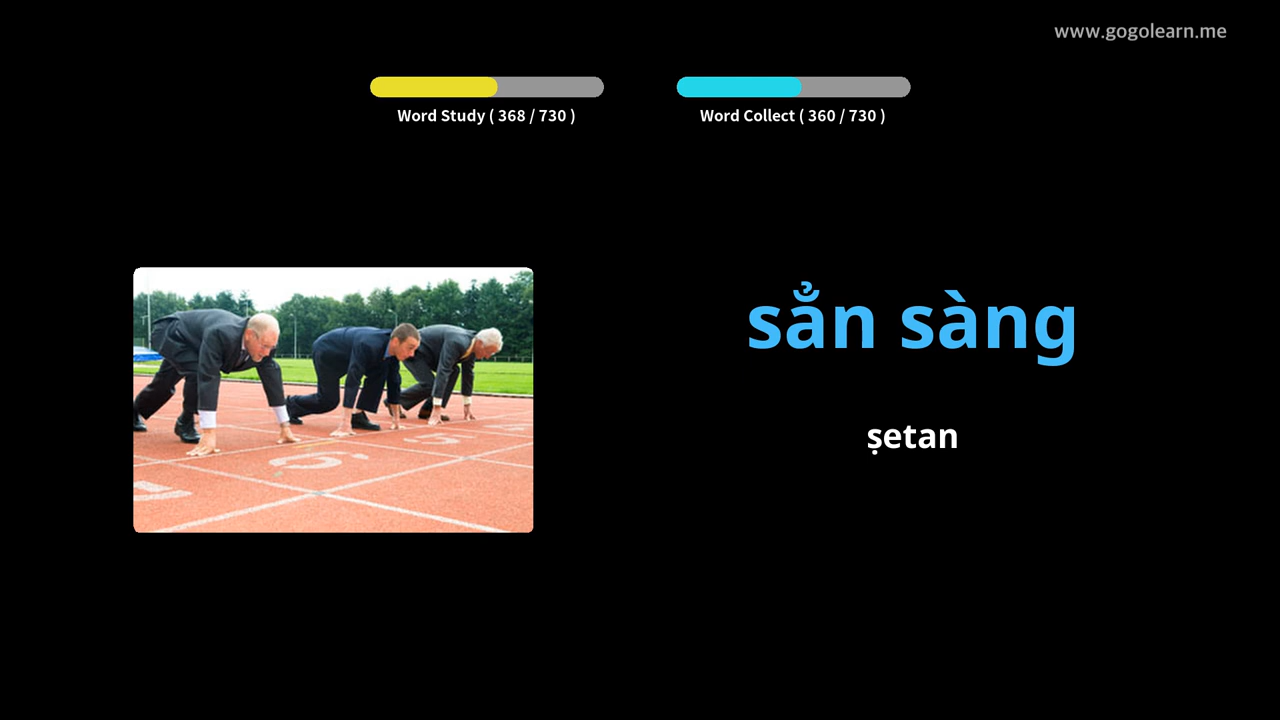 www.gogolearn.me
Word Study ( 368 / 730 )
Word Collect ( 360 / 730 )
sẳn sàng
ṣetan